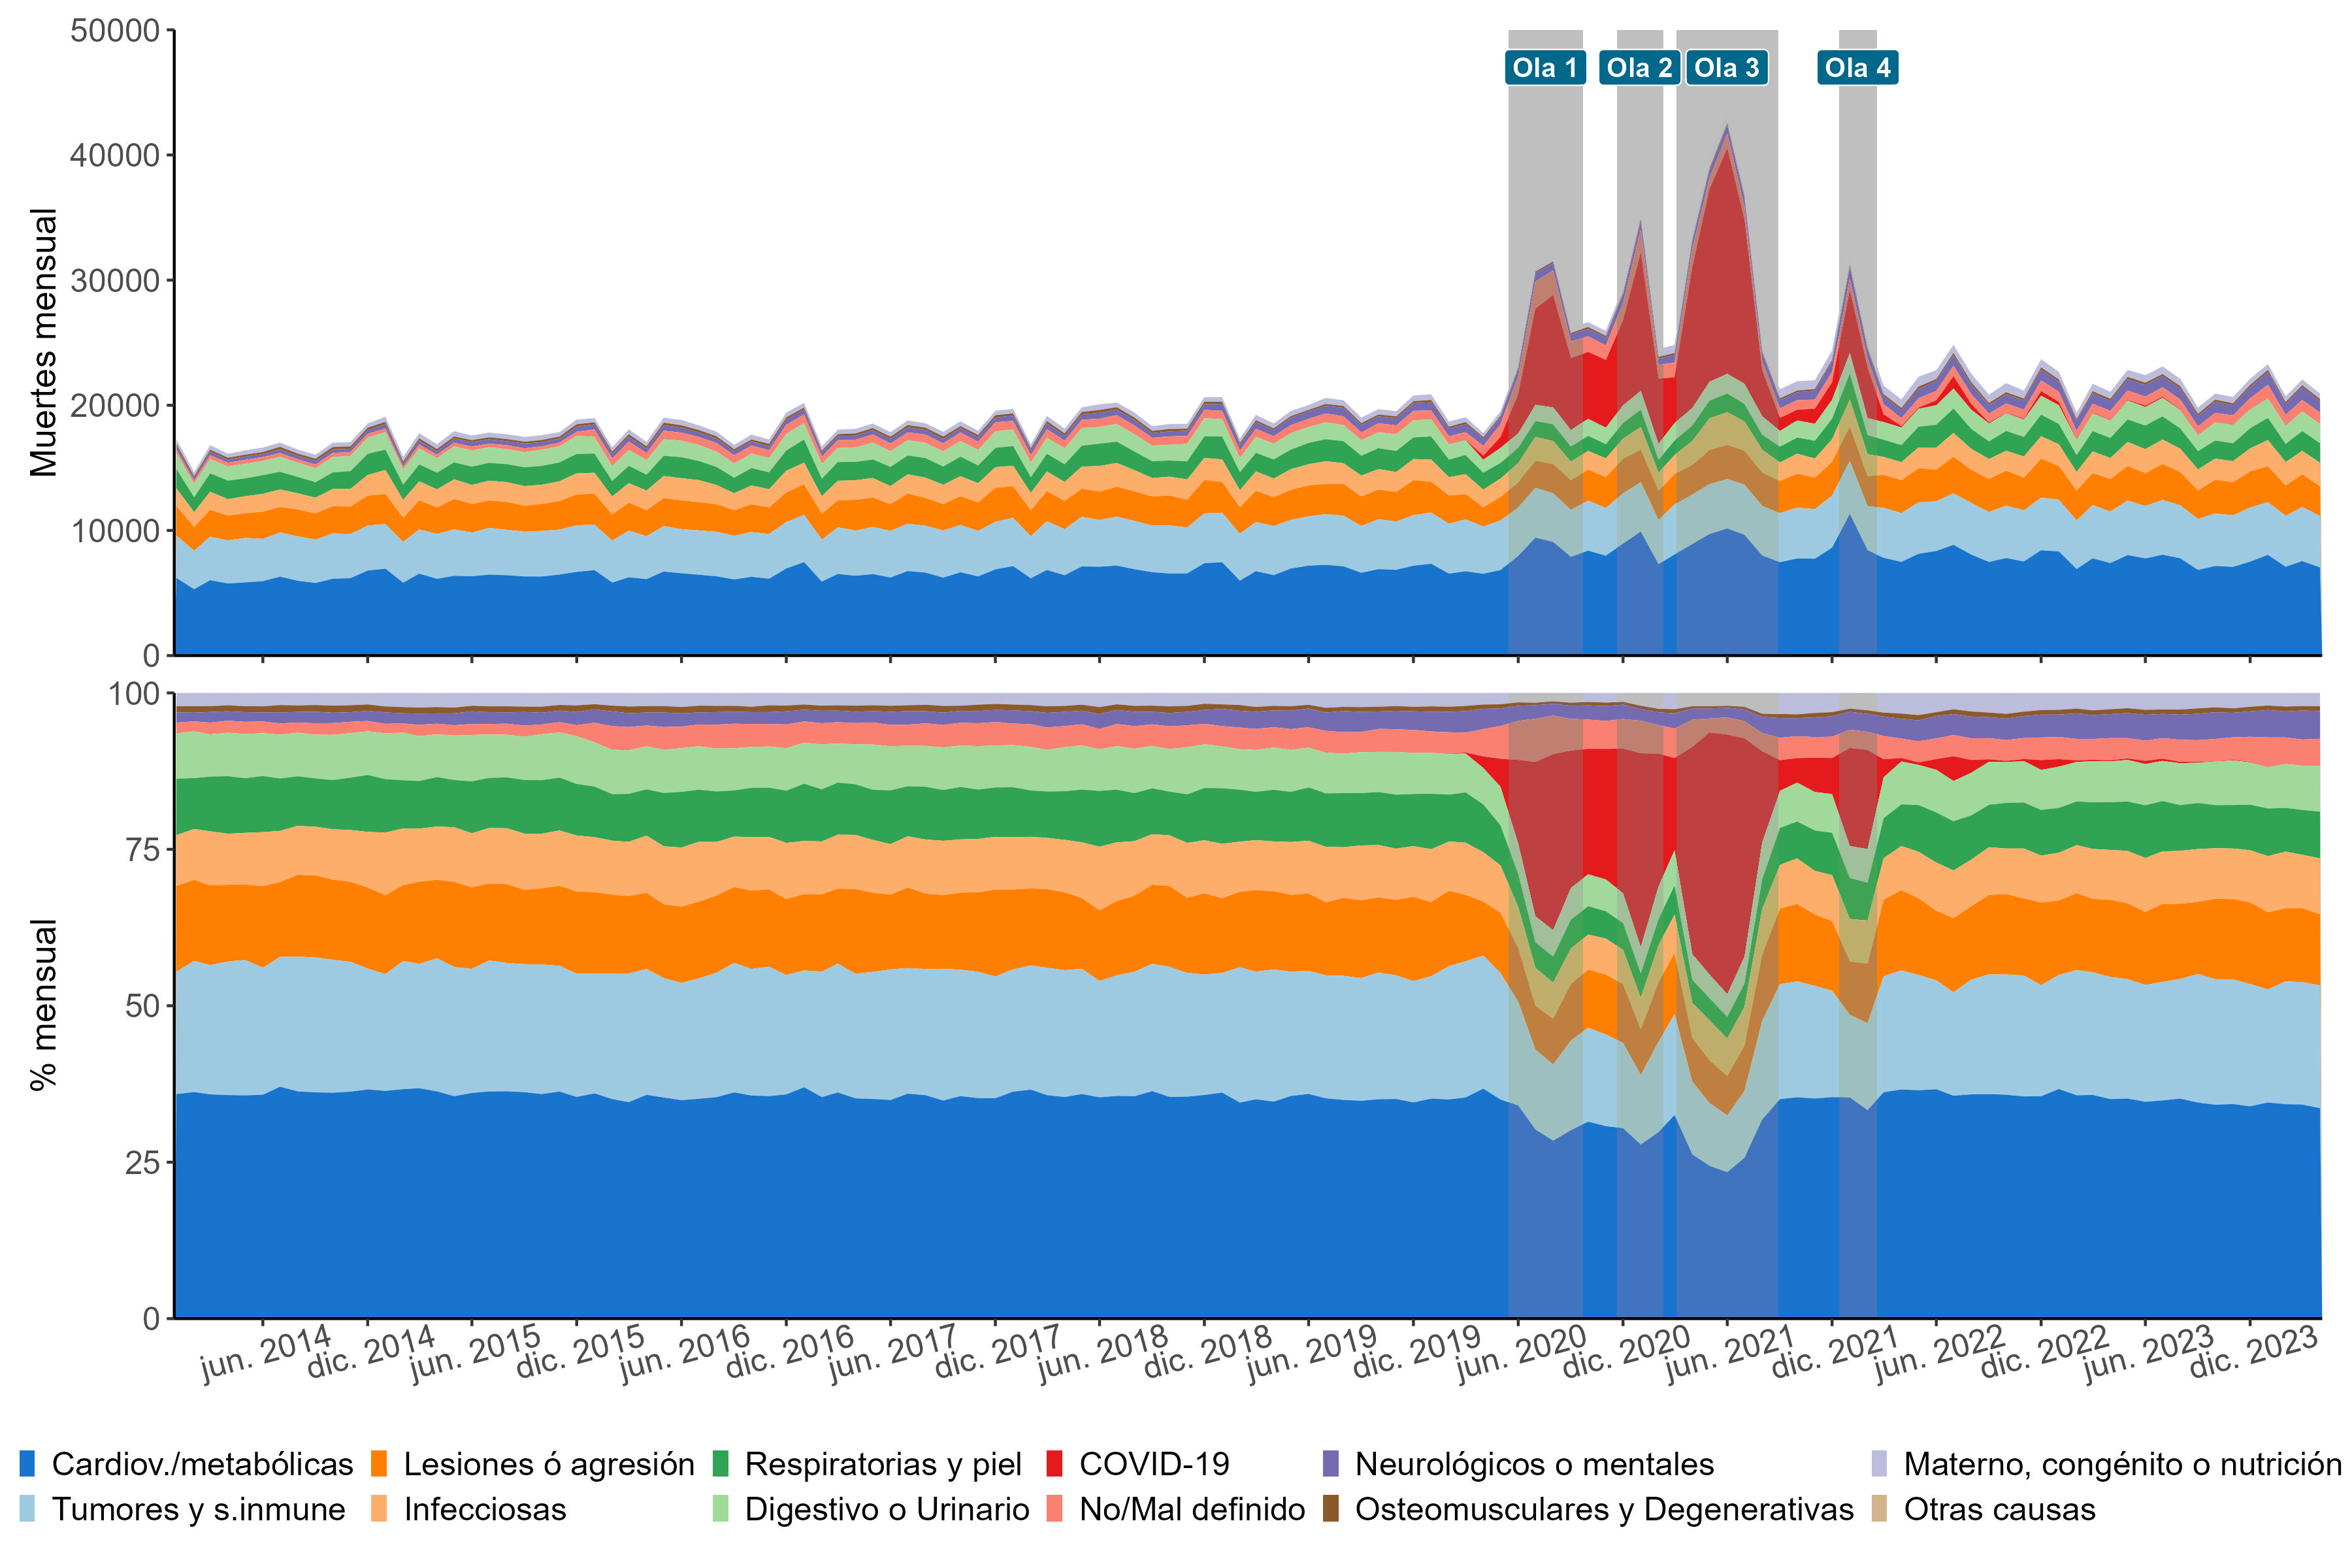 50000
40000
30000
20000
10000
0
Muertes mensual
Ola 1
Ola 2
Ola 3
Ola 4
100
75
50
25
0
% mensual
jun. 2014
dic. 2014
jun. 2015
dic. 2015
jun. 2016
dic. 2016
jun. 2017
dic. 2017
jun. 2018
dic. 2018
jun. 2019
dic. 2019
jun. 2020
dic. 2020
jun. 2021
dic. 2021
jun. 2022
dic. 2022
jun. 2023
dic. 2023
Cardiov./metabólicas
Lesiones ó agresión
Respiratorias y piel
COVID-19
Neurológicos o mentales
Materno, congénito o nutrición
Tumores y s.inmune
Infecciosas
Digestivo o Urinario
No/Mal definido
Osteomusculares y Degenerativas
Otras causas